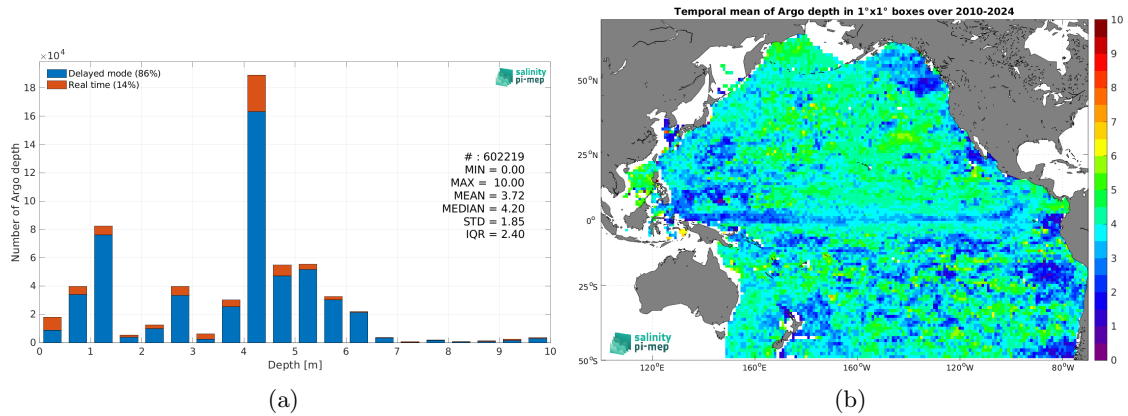 ×10⁴
Number of Argo depth
18
16
14
12
10
8
6
4
2
0
Delayed mode (86%)
Real time (14%)
salinity
pi-mep
# : 602219
MIN = 0.00
MAX = 10.00
MEAN = 3.72
MEDIAN = 4.20
STD = 1.85
IQR = 2.40
0 1 2 3 4 5 6 7 8 9 10
Depth [m]
(a)
Temporal mean of Argo depth in 1°x1° boxes over 2010-2024
50°N
25°N
0°
25°S
50°S
120°E 160°E 160°W 120°W 80°W
salinity
pi-mep
10
9
8
7
6
5
4
3
2
1
0
(b)